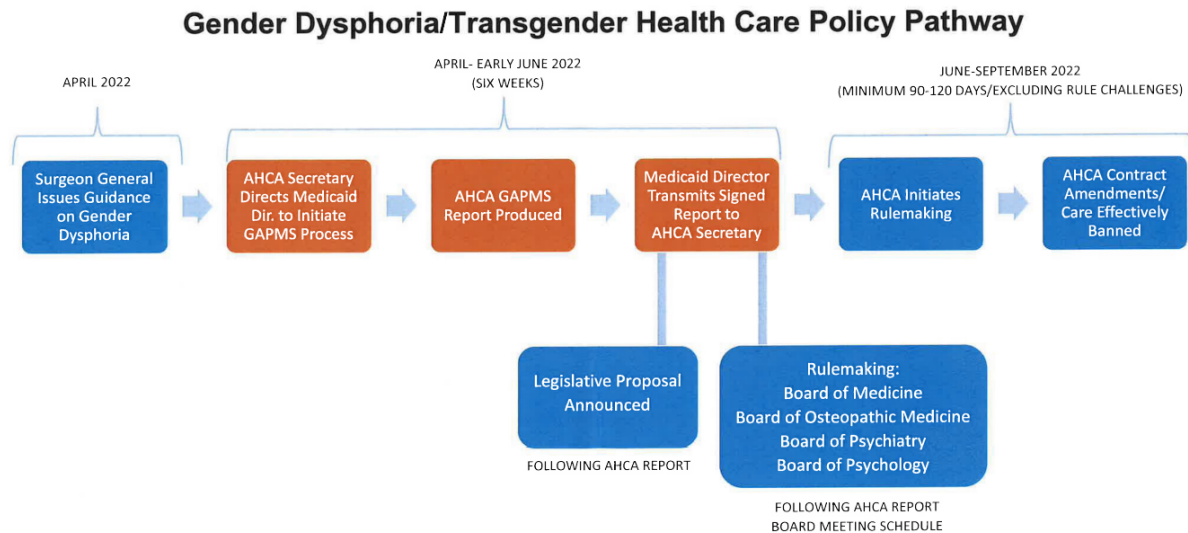 Gender Dysphoria/Transgender Health Care Policy Pathway
APRIL 2022
APRIL- EARLY JUNE 2022
(SIX WEEKS)
JUNE-SEPTEMBER 2022
(MINIMUM 90-120 DAYS/EXCLUDING RULE CHALLENGES)
Surgeon General
Issues Guidance
on Gender
Dysphoria
AHCA Secretary
Directs Medicaid
Dir. to Initiate
GAPMS Process
AHCA GAPMS
Report Produced
Medicaid Director
Transmits Signed
Report to
AHCA Secretary
AHCA Initiates
Rulemaking
AHCA Contract
Amendments/
Care Effectively
Banned
Legislative Proposal
Announced
FOLLOWING AHCA REPORT
Rulemaking:
Board of Medicine
Board of Osteopathic Medicine
Board of Psychiatry
Board of Psychology
FOLLOWING AHCA REPORT
BOARD MEETING SCHEDULE